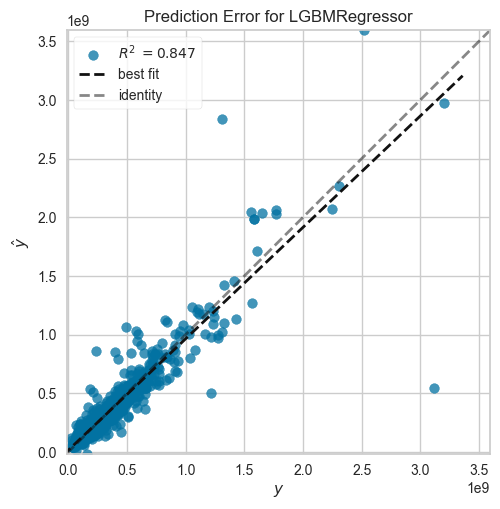 Prediction Error for LGBMRegressor
1e9
R² = 0.847
best fit
identity
3.5
3.0
2.5
2.0
1.5
1.0
0.5
0.0
ŷ
0.0 0.5 1.0 1.5 2.0 2.5 3.0 3.5
1e9
y